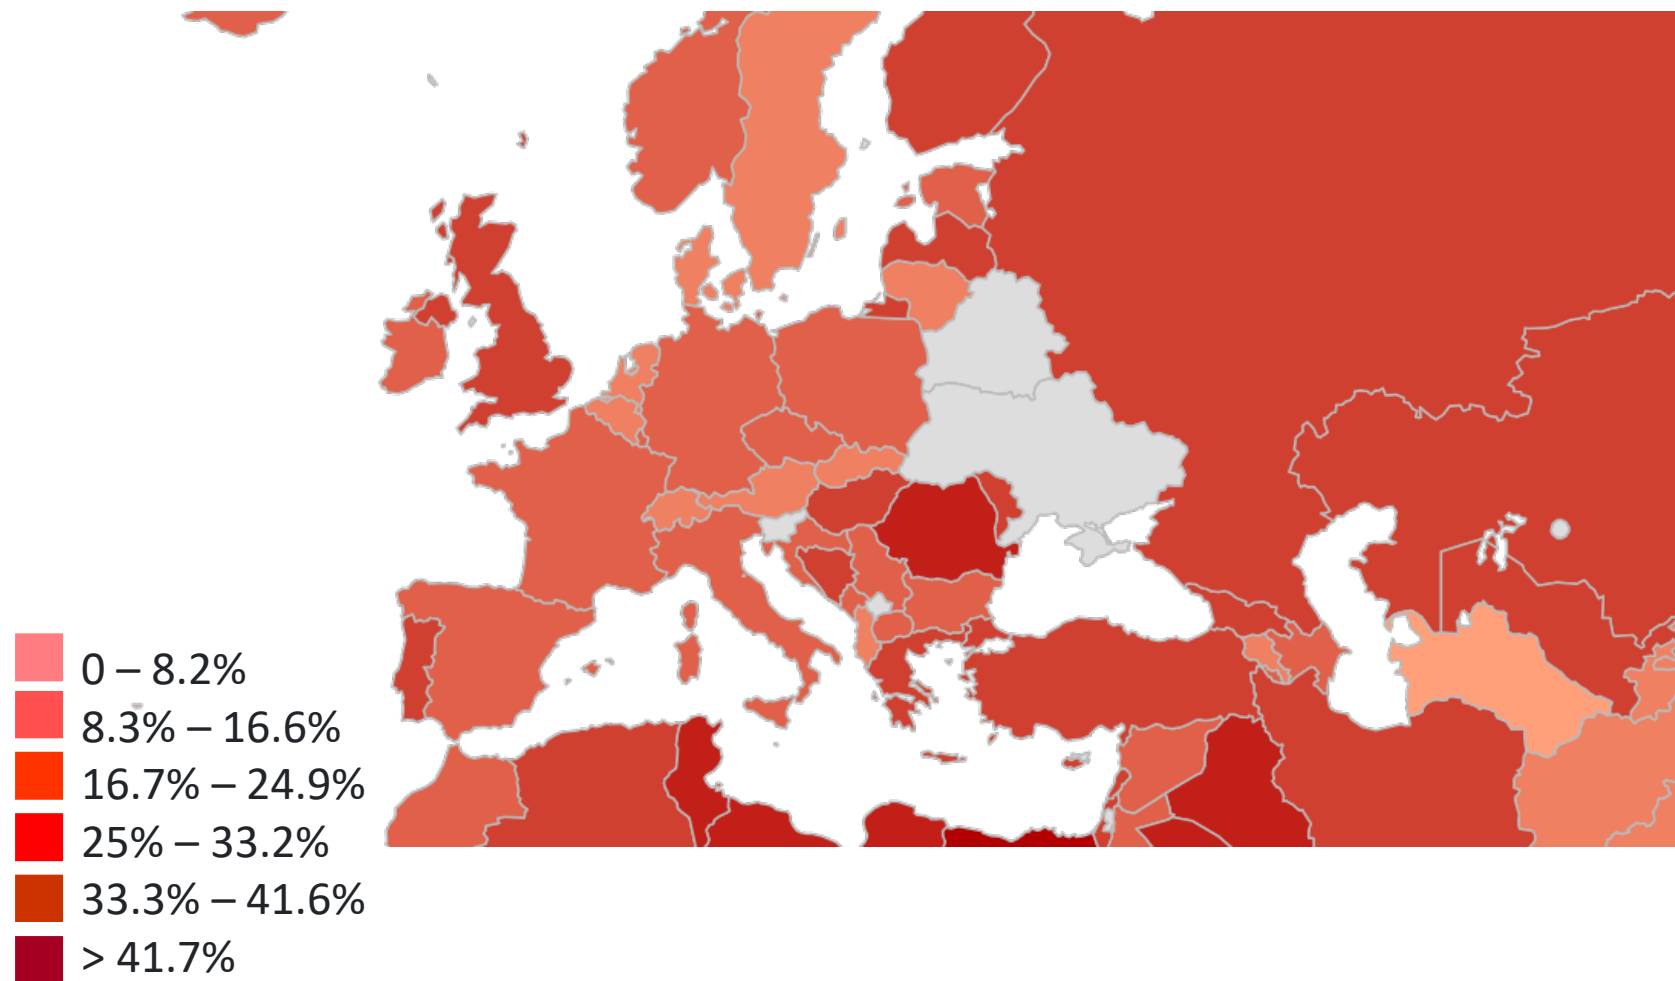 0 – 8.2%
8.3% – 16.6%
16.7% – 24.9%
25% – 33.2%
33.3% – 41.6%
> 41.7%